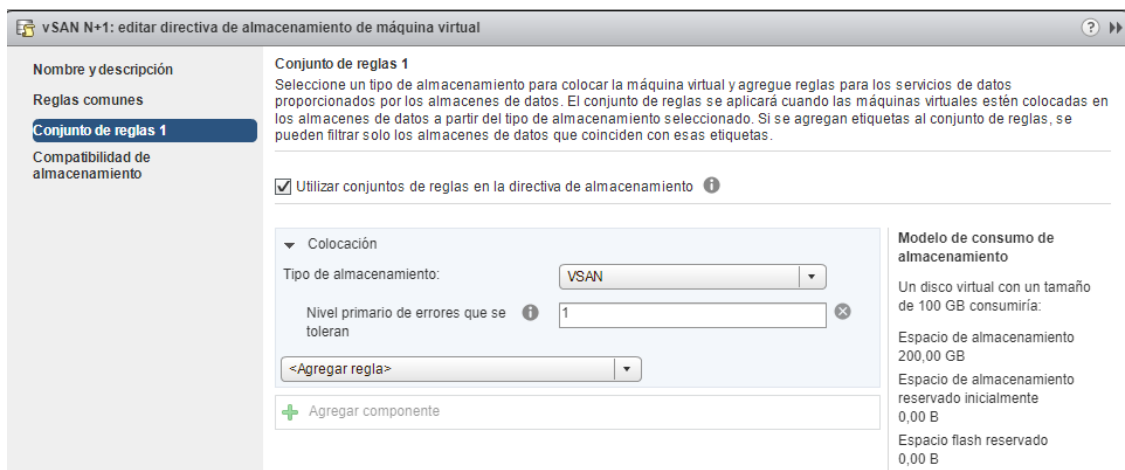 vSAN N+1: editar directiva de almacenamiento de máquina virtual
Nombre y descripción
Reglas comunes
Conjunto de reglas 1
Compatibilidad de
almacenamiento
Conjunto de reglas 1
Seleccione un tipo de almacenamiento para colocar la máquina virtual y agregue reglas para los servicios de datos
proporcionados por los almacenes de datos. El conjunto de reglas se aplicará cuando las máquinas virtuales estén colocadas en
los almacenes de datos a partir del tipo de almacenamiento seleccionado. Si se agregan etiquetas al conjunto de reglas, se
pueden filtrar solo los almacenes de datos que coinciden con esas etiquetas.
Utilizar conjuntos de reglas en la directiva de almacenamiento
Colocación
Tipo de almacenamiento:
VSAN
Nivel primario de errores que se
toleran
1
<Agregar regla>
Agregar componente
Modelo de consumo de
almacenamiento
Un disco virtual con un tamaño
de 100 GB consumiría:
Espacio de almacenamiento
200,00 GB
Espacio de almacenamiento
reservado inicialmente
0,00 B
Espacio flash reservado
0,00 B